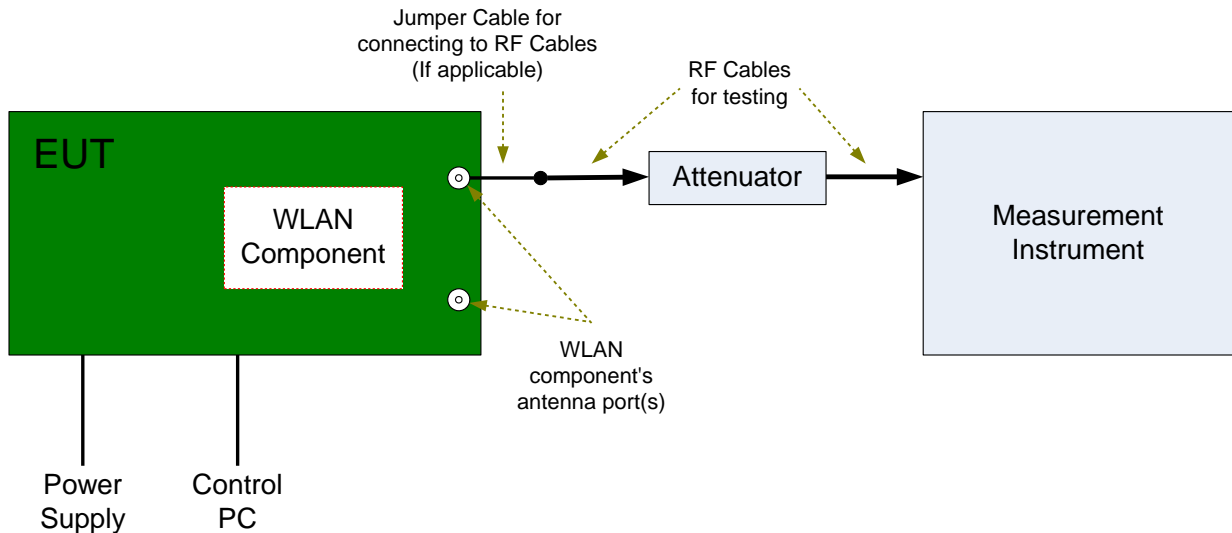 Jumper Cable for
connecting to RF Cables
(If applicable)
RF Cables
for testing
EUT
WLAN
Component
Attenuator
Measurement
Instrument
WLAN
component's
antenna port(s)
Power
Supply
Control
PC